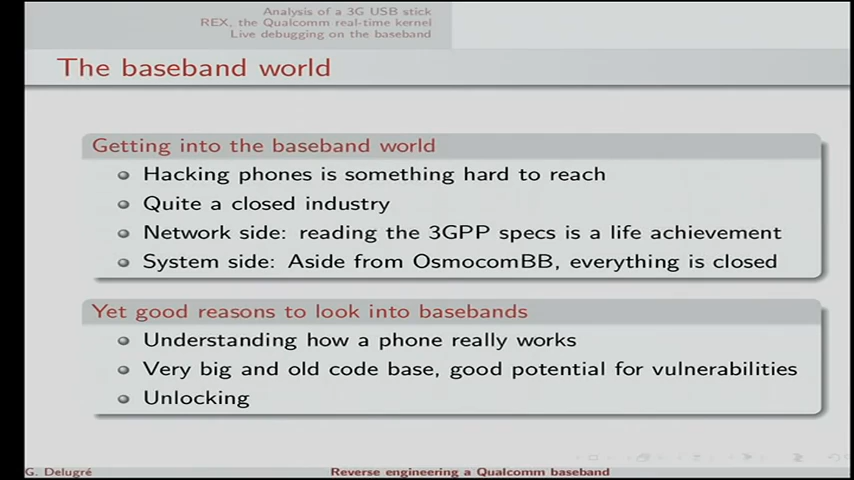 Analysis of a 3G USB stick
REX, the Qualcomm real-time kernel
Live debugging on the baseband
The baseband world
Getting into the baseband world
Hacking phones is something hard to reach
Quite a closed industry
Network side: reading the 3GPP specs is a life achievement
System side: Aside from OsmocomBB, everything is closed
Yet good reasons to look into basebands
Understanding how a phone really works
Very big and old code base, good potential for vulnerabilities
Unlocking
G. Delugré
Reverse engineering a Qualcomm baseband